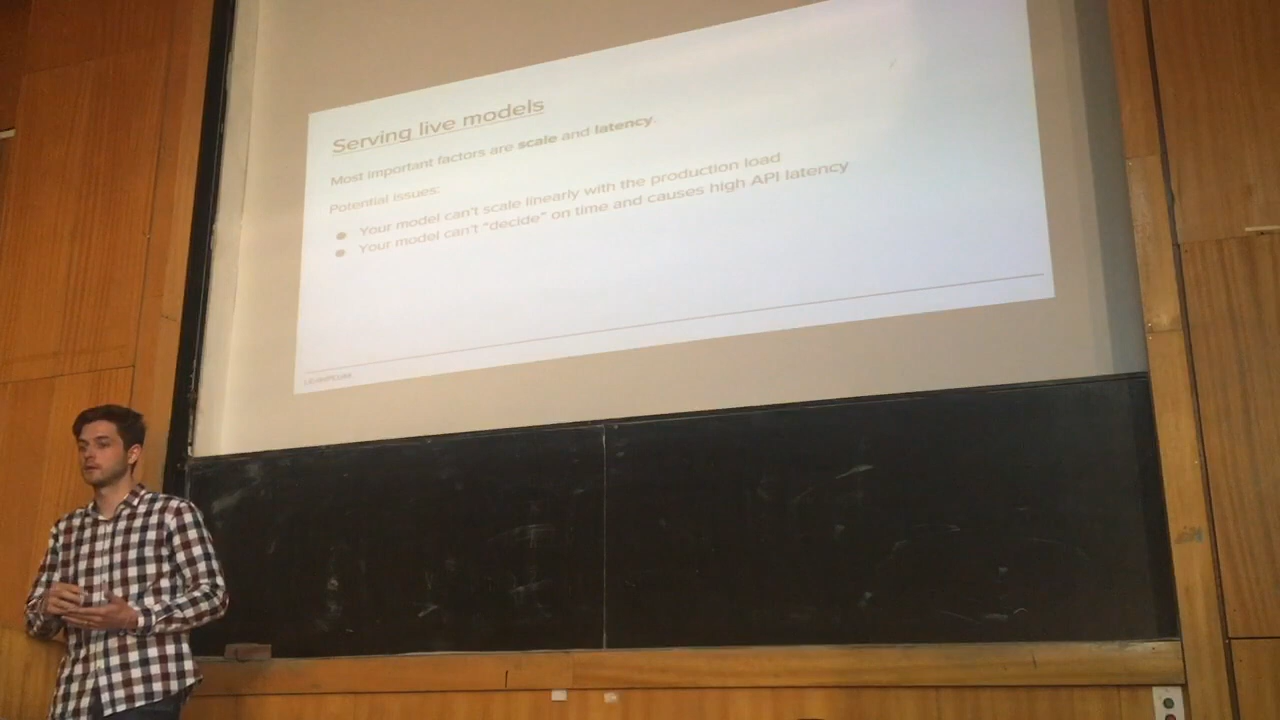 Serving live models
Most important factors are scale and latency.
Potential issues:
● Your model can't scale linearly with the production load
● Your model can't "decide" on time and causes high API latency